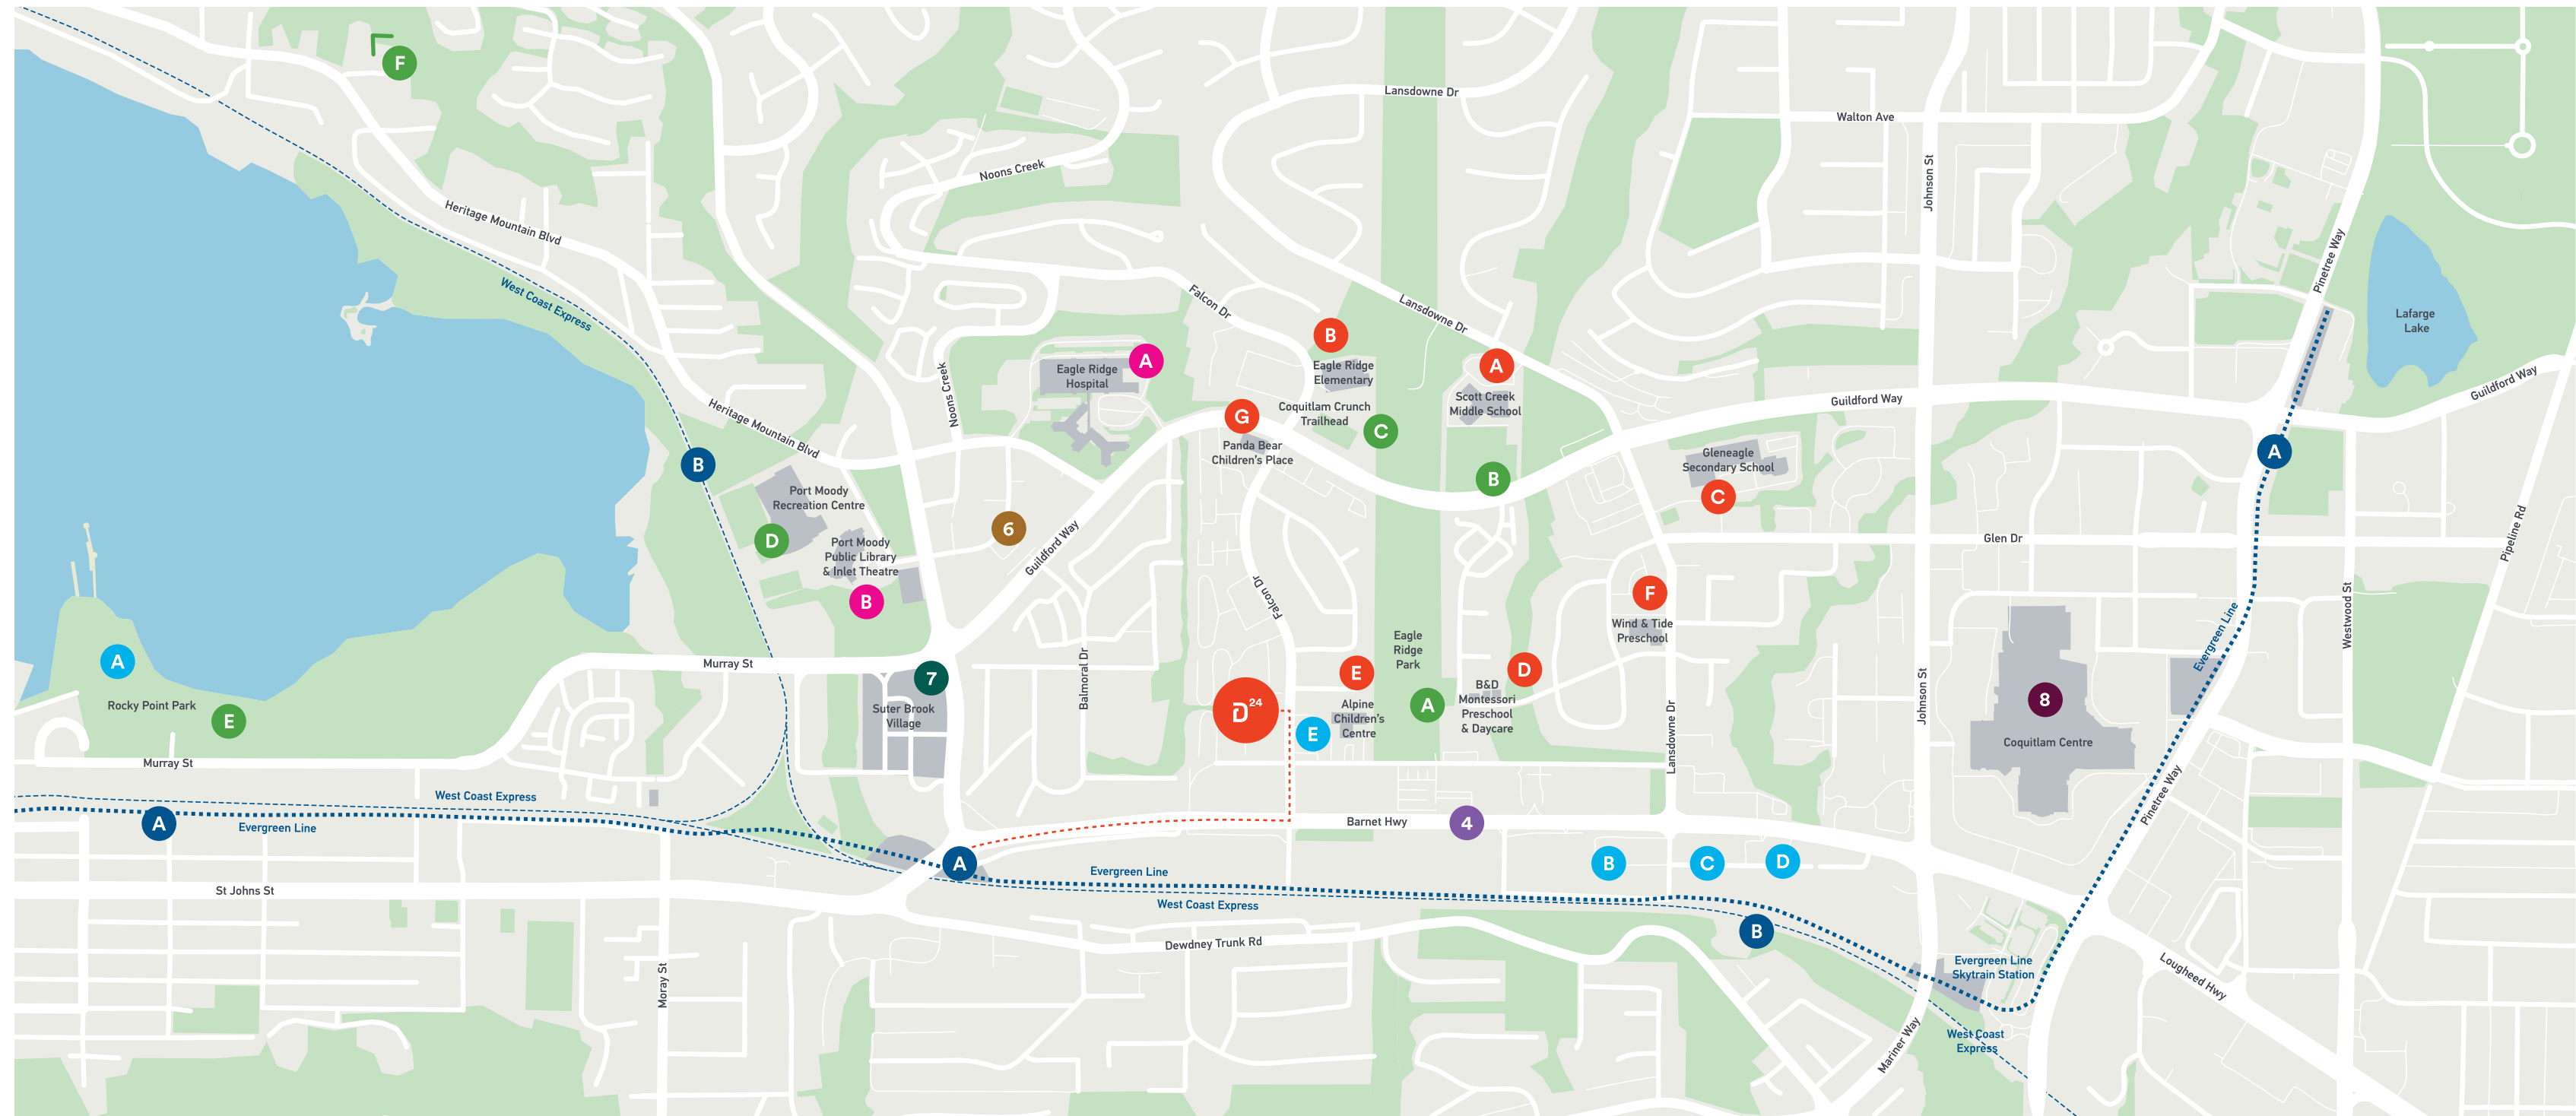 F
Lansdowne Dr
Walton Ave
Noons Creek
Johnson St
Heritage Mountain Blvd
Pinetree Way
West Coast Express
Falcon Dr
Lansdowne Dr
Lafarge
Lake
B
Eagle Ridge
Elementary
A
Eagle Ridge
Hospital
A
Scott Creek
Middle School
Noons Creek
Guildford Way
Guildford Way
Heritage Mountain Blvd
G
Coquitlam Crunch
Trailhead
C
Panda Bear
Children's Place
Gleneagle
Secondary School
C
A
B
B
Port Moody
Recreation Centre
D
6
Guildford Way
Port Moody
Public Library
& Inlet Theatre
B
Glen Dr
Pipeline Rd
Falcon Dr
F
Wind & Tide
Preschool
Westwood St
Evergreen Line
Eagle
Ridge
Park
A
Rocky Point Park
E
Murray St
Murray St
7
Suter Brook
Village
Balmoral Dr
D24
E
Alpine
Children's
Centre
E
A
D
B&D
Montessori
Preschool
& Daycare
Lansdowne Dr
Johnson St
8
Coquitlam Centre
Pinetree Way
West Coast Express
A
Evergreen Line
Barnet Hwy
4
A
Evergreen Line
West Coast Express
B
C
D
St Johns St
Dewdney Trunk Rd
B
Moray St
Evergreen Line
Skytrain Station
Lougheed Hwy
Mariner Way
West Coast
Express